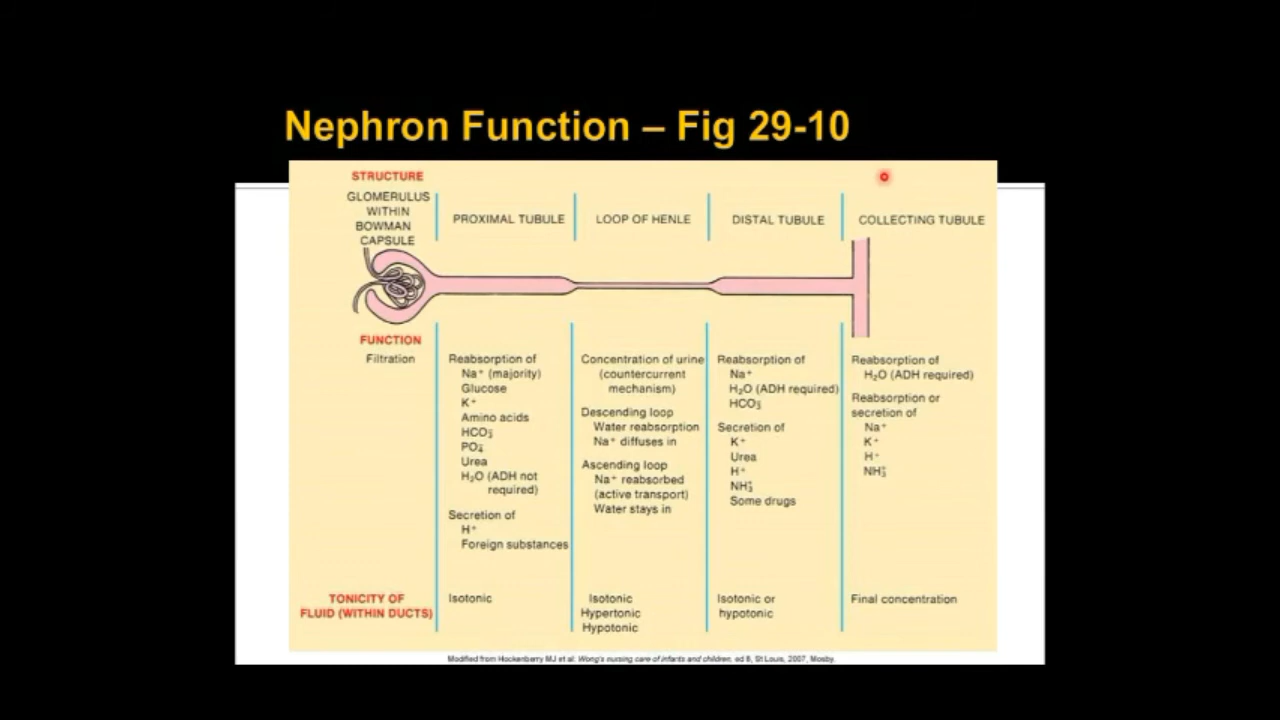 Nephron Function – Fig 29-10
STRUCTURE
GLOMERULUS
WITHIN
BOWMAN
CAPSULE
PROXIMAL TUBULE
LOOP OF HENLE
DISTAL TUBULE
COLLECTING TUBULE
FUNCTION
Filtration
Reabsorption of
Na⁺ (majority)
Glucose
K⁺
Amino acids
HCO₃⁻
PO₄⁻
Urea
H₂O (ADH not
required)
Secretion of
H⁺
Foreign substances
Concentration of urine
(countercurrent
mechanism)
Descending loop
Water reabsorption
Na⁺ diffuses in
Ascending loop
Na⁺ reabsorbed
(active transport)
Water stays in
Reabsorption of
Na⁺
H₂O (ADH required)
HCO₃⁻
Secretion of
K⁺
Urea
H⁺
NH₃⁺
Some drugs
Reabsorption of
H₂O (ADH required)
Reabsorption or
secretion of
Na⁺
K⁺
H⁺
NH₃⁺
TONICITY OF
FLUID (WITHIN DUCTS)
Isotonic
Isotonic
Hypertonic
Hypotonic
Isotonic or
hypotonic
Final concentration
Modified from Hockenberry MJ et al: Wong's nursing care of infants and children, ed 8, St Louis, 2007, Mosby.